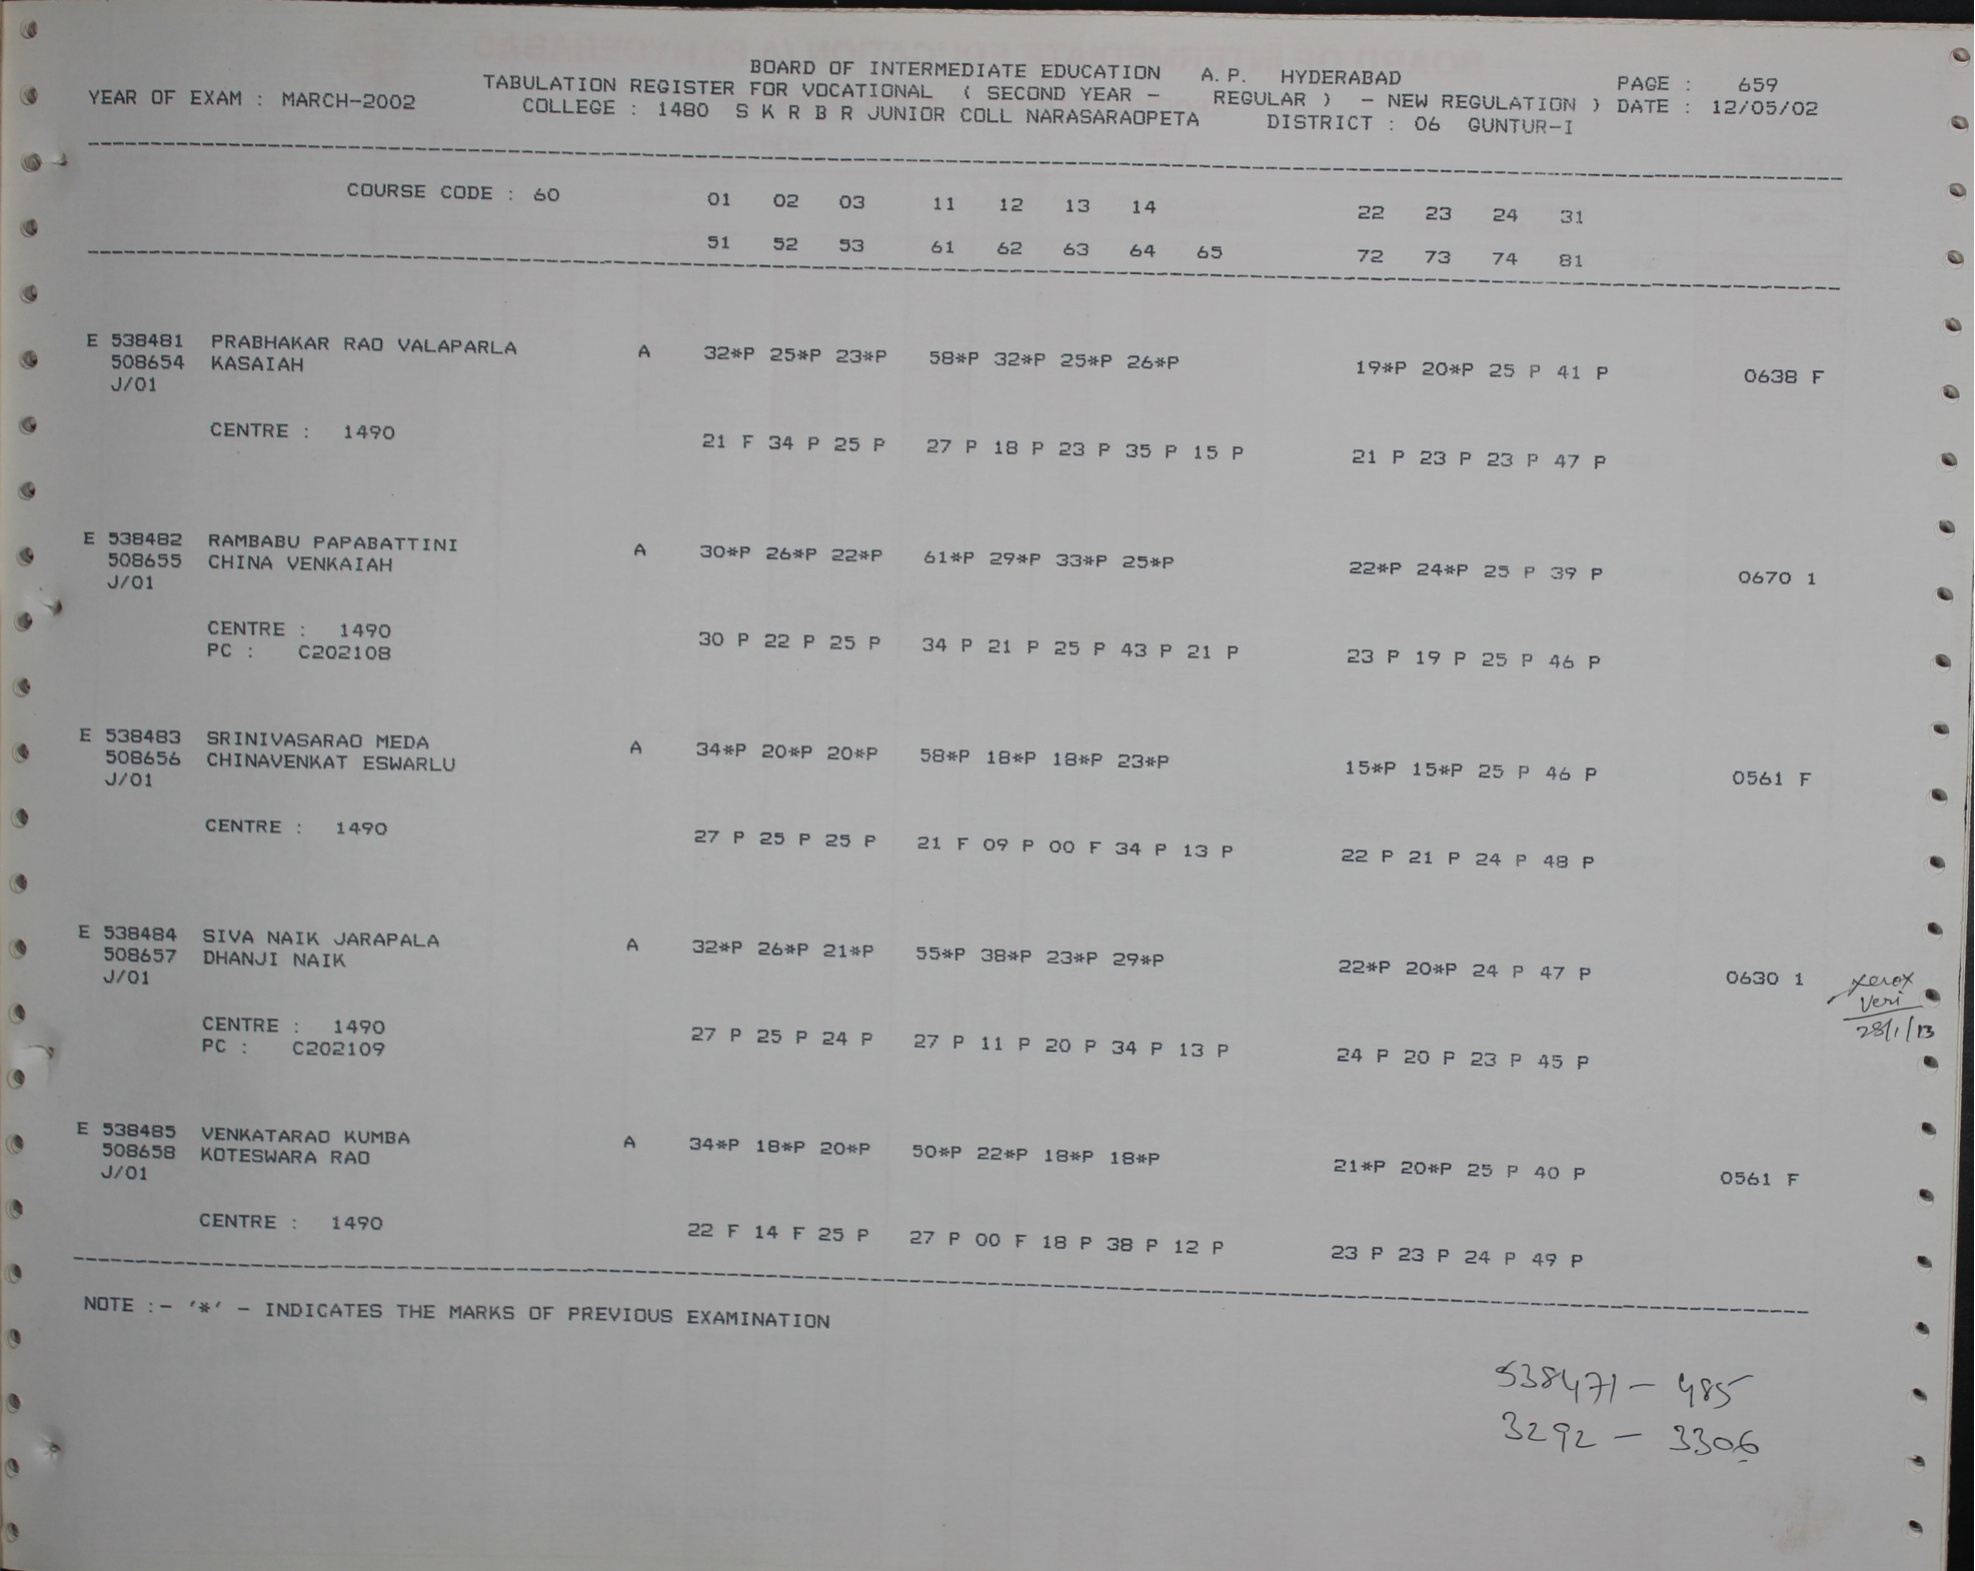 BOARD OF INTERMEDIATE EDUCATION A. P. HYDERABAD PAGE : 659
YEAR OF EXAM : MARCH-2002 TABULATION REGISTER FOR VOCATIONAL ( SECOND YEAR - REGULAR ) - NEW REGULATION ) DATE : 12/05/02
COLLEGE : 1480 S K R B R JUNIOR COLL NARASARAOPETA DISTRICT : 06 GUNTUR-I
COURSE CODE : 60 01 02 03 11 12 13 14 22 23 24 31
51 52 53 61 62 63 64 65 72 73 74 81
E 538481 PRABHAKAR RAO VALAPARLA A 32*P 25*P 23*P 58*P 32*P 25*P 26*P 19*P 20*P 25 P 41 P 0638 F
508654 KASAIAH
J/01
CENTRE : 1490 21 F 34 P 25 P 27 P 18 P 23 P 35 P 15 P 21 P 23 P 23 P 47 P
E 538482 RAMBABU PAPABATTINI A 30*P 26*P 22*P 61*P 29*P 33*P 25*P 22*P 24*P 25 P 39 P 0670 1
508655 CHINA VENKAIAH
J/01
CENTRE : 1490 30 P 22 P 25 P 34 P 21 P 25 P 43 P 21 P 23 P 19 P 25 P 46 P
PC : C202108
E 538483 SRINIVASARAO MEDA A 34*P 20*P 20*P 58*P 18*P 18*P 23*P 15*P 15*P 25 P 46 P 0561 F
508656 CHINAVENKAT ESWARLU
J/01
CENTRE : 1490 27 P 25 P 25 P 21 F 09 P 00 F 34 P 13 P 22 P 21 P 24 P 48 P
E 538484 SIVA NAIK JARAPALA A 32*P 26*P 21*P 55*P 38*P 23*P 29*P 22*P 20*P 24 P 47 P 0630 1
508657 DHANJI NAIK
J/01
xerox
Veri
28/1/13
CENTRE : 1490 27 P 25 P 24 P 27 P 11 P 20 P 34 P 13 P 24 P 20 P 23 P 45 P
PC : C202109
E 538485 VENKATARAO KUMBA A 34*P 18*P 20*P 50*P 22*P 18*P 18*P 21*P 20*P 25 P 40 P 0561 F
508658 KOTESWARA RAO
J/01
CENTRE : 1490 22 F 14 F 25 P 27 P 00 F 18 P 38 P 12 P 23 P 23 P 24 P 49 P
NOTE :- '*' - INDICATES THE MARKS OF PREVIOUS EXAMINATION
538471 - 485
3292 - 3306